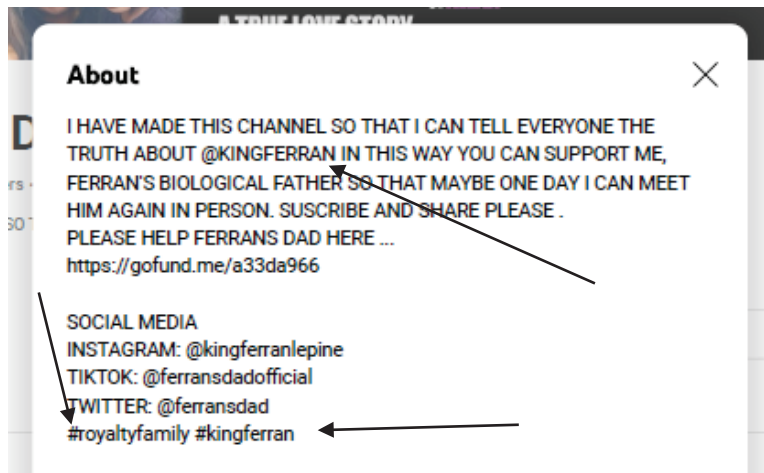 A TRUE LOVE STORY
About
D
I HAVE MADE THIS CHANNEL SO THAT I CAN TELL EVERYONE THE
TRUTH ABOUT @KINGFERRAN IN THIS WAY YOU CAN SUPPORT ME,
FERRAN'S BIOLOGICAL FATHER SO THAT MAYBE ONE DAY I CAN MEET
HIM AGAIN IN PERSON. SUSCRIBE AND SHARE PLEASE .
PLEASE HELP FERRANS DAD HERE ...
https://gofund.me/a33da966
SOCIAL MEDIA
INSTAGRAM: @kingferranlepine
TIKTOK: @ferransdadofficial
TWITTER: @ferransdad
#royaltyfamily #kingferran